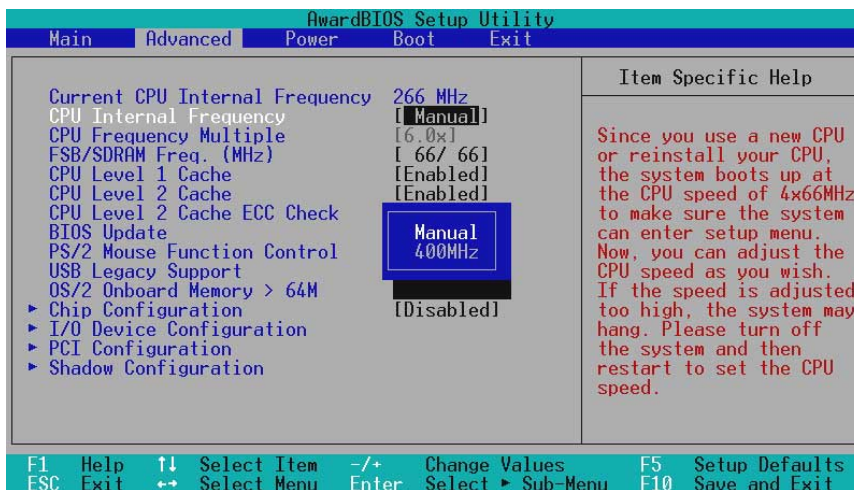 AwardBIOS Setup Utility
Main Advanced Power Boot Exit
Current CPU Internal Frequency 266 MHz
CPU Internal Frequency [ Manual]
CPU Frequency Multiple [6.0x]
FSB/SDRAM Freq. (MHz) [ 66/ 66]
CPU Level 1 Cache [Enabled]
CPU Level 2 Cache [Enabled]
CPU Level 2 Cache ECC Check
BIOS Update
PS/2 Mouse Function Control
USB Legacy Support
OS/2 Onboard Memory > 64M
► Chip Configuration [Disabled]
► I/O Device Configuration
► PCI Configuration
► Shadow Configuration
Manual
400MHz
Item Specific Help
Since you use a new CPU
or reinstall your CPU,
the system boots up at
the CPU speed of 4x66MHz
to make sure the system
can enter setup menu.
Now, you can adjust the
CPU speed as you wish.
If the speed is adjusted
too high, the system may
hang. Please turn off
the system and then
restart to set the CPU
speed.
F1 Help ↑↓ Select Item -/+ Change Values F5 Setup Defaults
ESC Exit ↔ Select Menu Enter Select ► Sub-Menu F10 Save and Exit